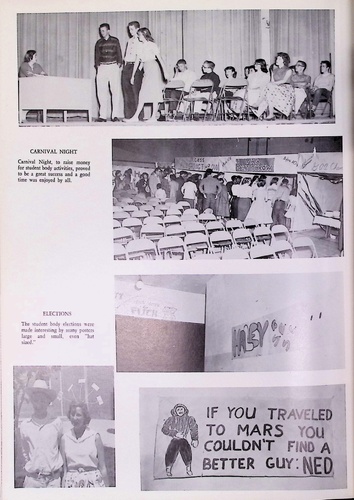 CARNIVAL NIGHT
Carnival Night, to raise money
for student body activities, proved
to be a great success and a good
time was enjoyed by all.
ELECTIONS
The student body elections were
made interesting by many posters
large and small, even "hat
sized."
HALEY
IF YOU TRAVELED
TO MARS YOU
COULDN'T FIND A
BETTER GUY: NED